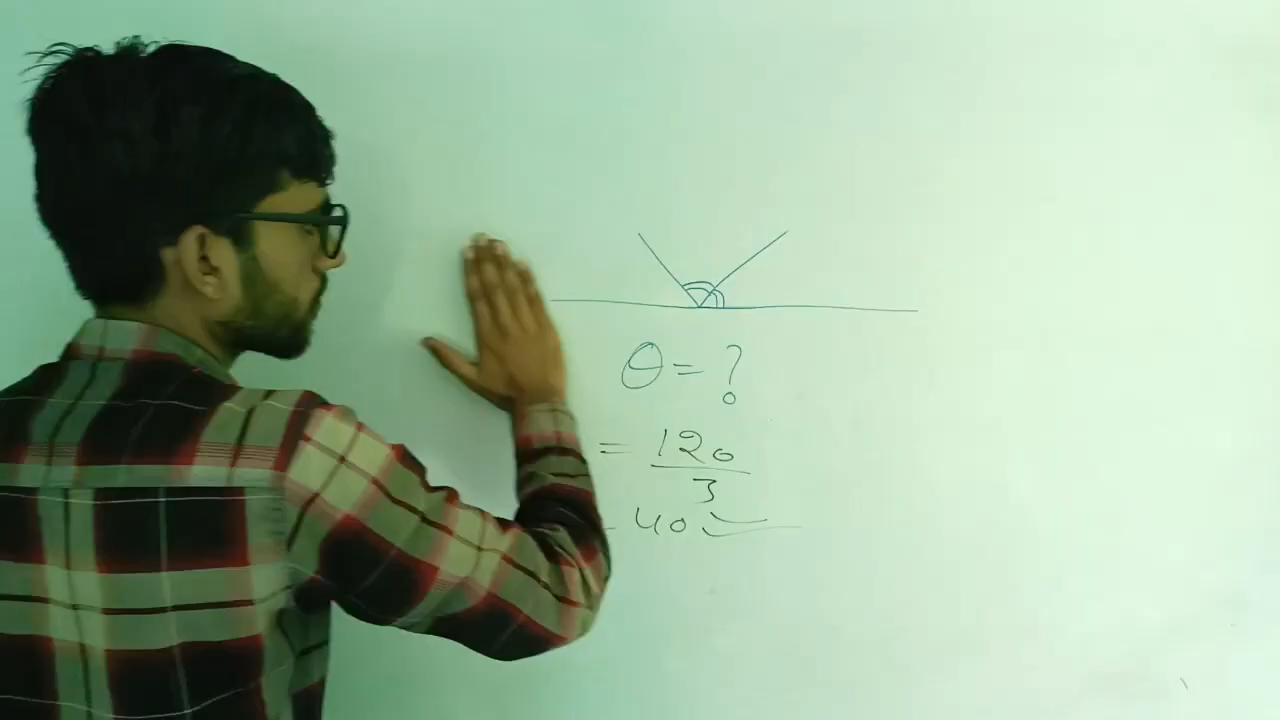 θ = ?
= 120/3
= 40